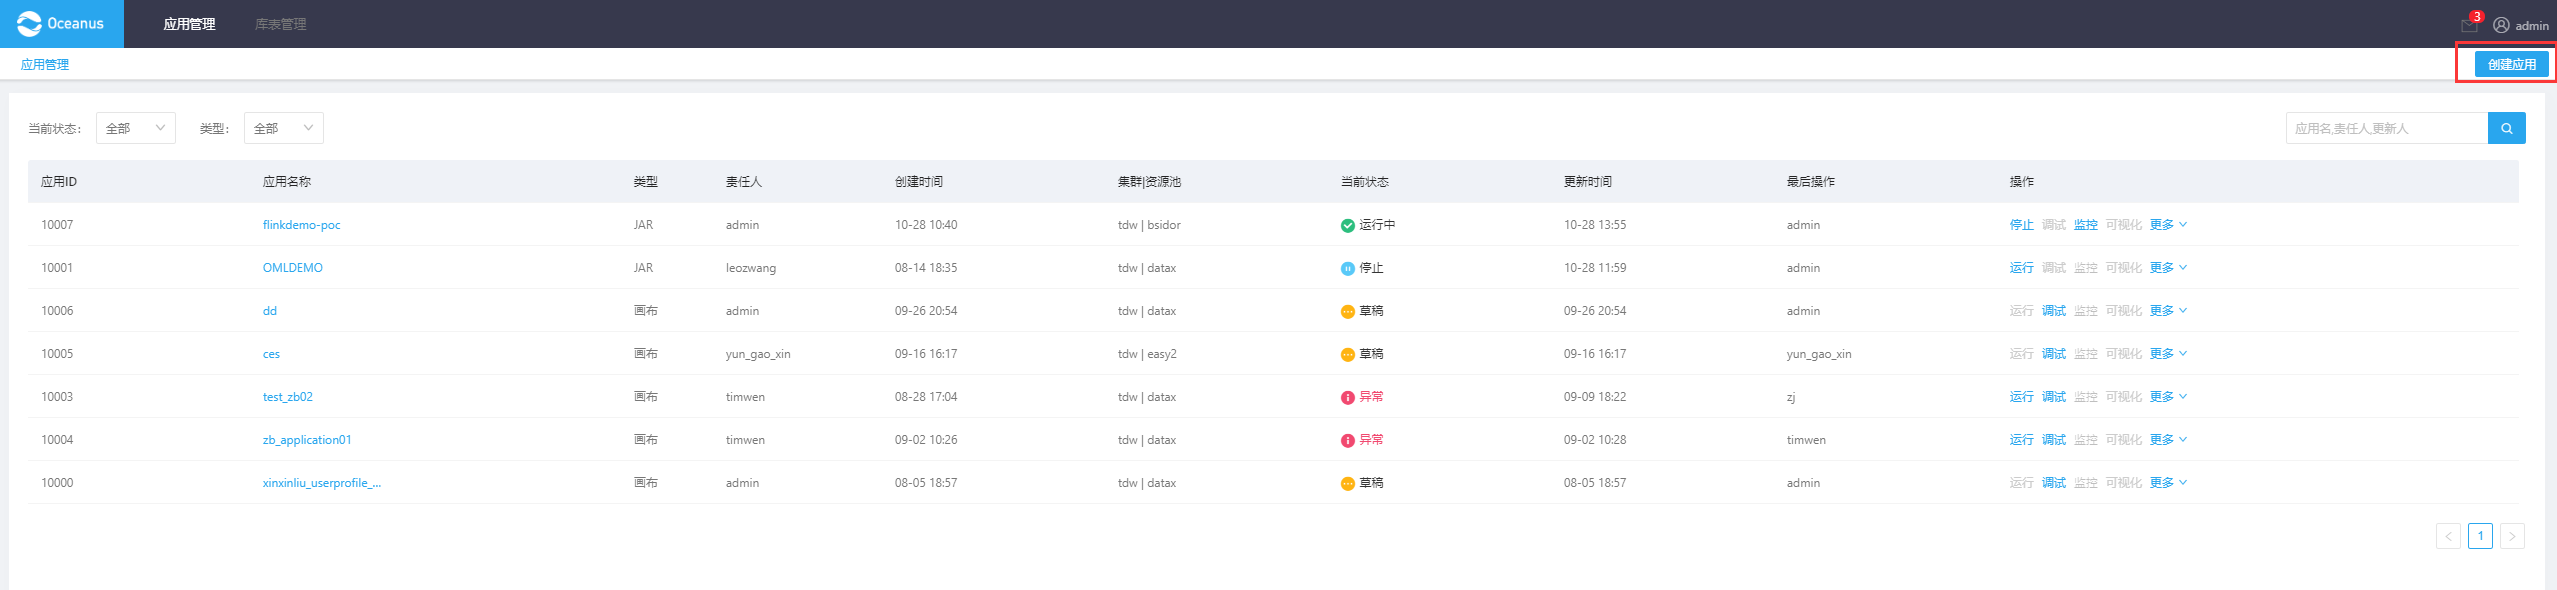 Oceanus 应用管理 库表管理 3 admin
应用管理 创建应用
当前状态： 全部 类型： 全部 应用名,责任人,更新人
应用ID 应用名称 类型 责任人 创建时间 集群|资源池 当前状态 更新时间 最后操作 操作
10007 flinkdemo-poc JAR admin 10-28 10:40 tdw | bsidor 运行中 10-28 13:55 admin 停止 调试 监控 可视化 更多
10001 OMLDEMO JAR leozwang 08-14 18:35 tdw | datax 停止 10-28 11:59 admin 运行 调试 监控 可视化 更多
10006 dd 画布 admin 09-26 20:54 tdw | datax 草稿 09-26 20:54 admin 运行 调试 监控 可视化 更多
10005 ces 画布 yun_gao_xin 09-16 16:17 tdw | easy2 草稿 09-16 16:17 yun_gao_xin 运行 调试 监控 可视化 更多
10003 test_zb02 画布 timwen 08-28 17:04 tdw | datax 异常 09-09 18:22 zj 运行 调试 监控 可视化 更多
10004 zb_application01 画布 timwen 09-02 10:26 tdw | datax 异常 09-02 10:28 timwen 运行 调试 监控 可视化 更多
10000 xinxinliu_userprofile_... 画布 admin 08-05 18:57 tdw | datax 草稿 08-05 18:57 admin 运行 调试 监控 可视化 更多
1